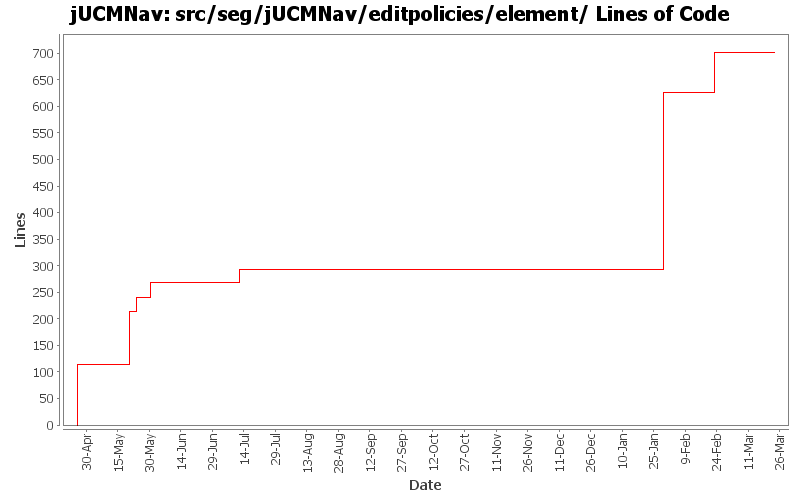 jUCMNav: src/seg/jUCMNav/editpolicies/element/ Lines of Code
700
650
600
550
500
450
400
350
300
250
200
150
100
50
0
Lines
30-Apr
15-May
30-May
14-Jun
29-Jun
14-Jul
29-Jul
13-Aug
28-Aug
12-Sep
27-Sep
12-Oct
27-Oct
11-Nov
26-Nov
11-Dec
26-Dec
10-Jan
25-Jan
9-Feb
24-Feb
11-Mar
26-Mar
Date